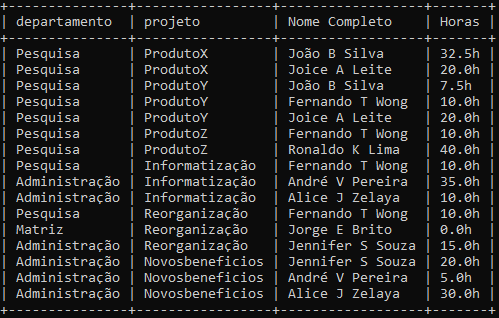 +---------------+--------------+------------------+-------+
| departamento | projeto | Nome Completo | Horas |
+---------------+--------------+------------------+-------+
| Pesquisa | ProdutoX | João B Silva | 32.5h |
| Pesquisa | ProdutoX | Joice A Leite | 20.0h |
| Pesquisa | ProdutoY | João B Silva | 7.5h |
| Pesquisa | ProdutoY | Fernando T Wong | 10.0h |
| Pesquisa | ProdutoY | Joice A Leite | 20.0h |
| Pesquisa | ProdutoZ | Fernando T Wong | 10.0h |
| Pesquisa | ProdutoZ | Ronaldo K Lima | 40.0h |
| Pesquisa | Informatização | Fernando T Wong | 10.0h |
| Administração | Informatização | André V Pereira | 35.0h |
| Administração | Informatização | Alice J Zelaya | 10.0h |
| Pesquisa | Reorganização | Fernando T Wong | 10.0h |
| Matriz | Reorganização | Jorge E Brito | 0.0h |
| Administração | Reorganização | Jennifer S Souza | 15.0h |
| Administração | Novosbeneficios | Jennifer S Souza | 20.0h |
| Administração | Novosbeneficios | André V Pereira | 5.0h |
| Administração | Novosbeneficios | Alice J Zelaya | 30.0h |
+---------------+--------------+------------------+-------+